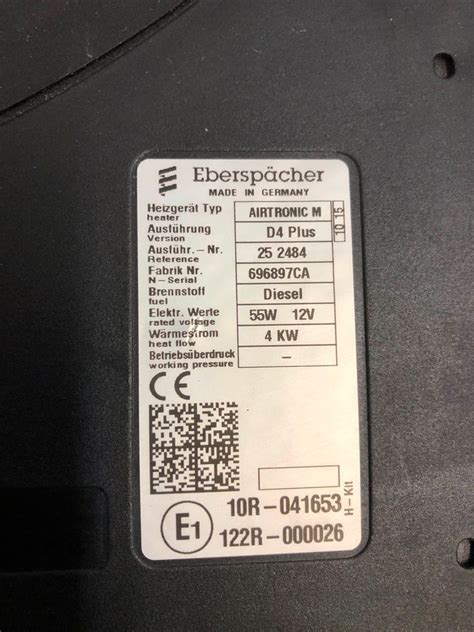 Eberspächer
MADE IN GERMANY
Heizgerät Typ AIRTRONIC M
heater
Ausführung D4 Plus
Version
Ausführ.-Nr. 25 2484
Reference
Fabrik Nr. 696897CA
N-Serial
Brennstoff Diesel
fuel
Elektr. Werte 55W 12V
rated voltage
Wärmestrom 4 KW
heat flow
Betriebsüberdruck –
working pressure
10 15
CE
H-Kit
E1
10R-041653
122R-000026